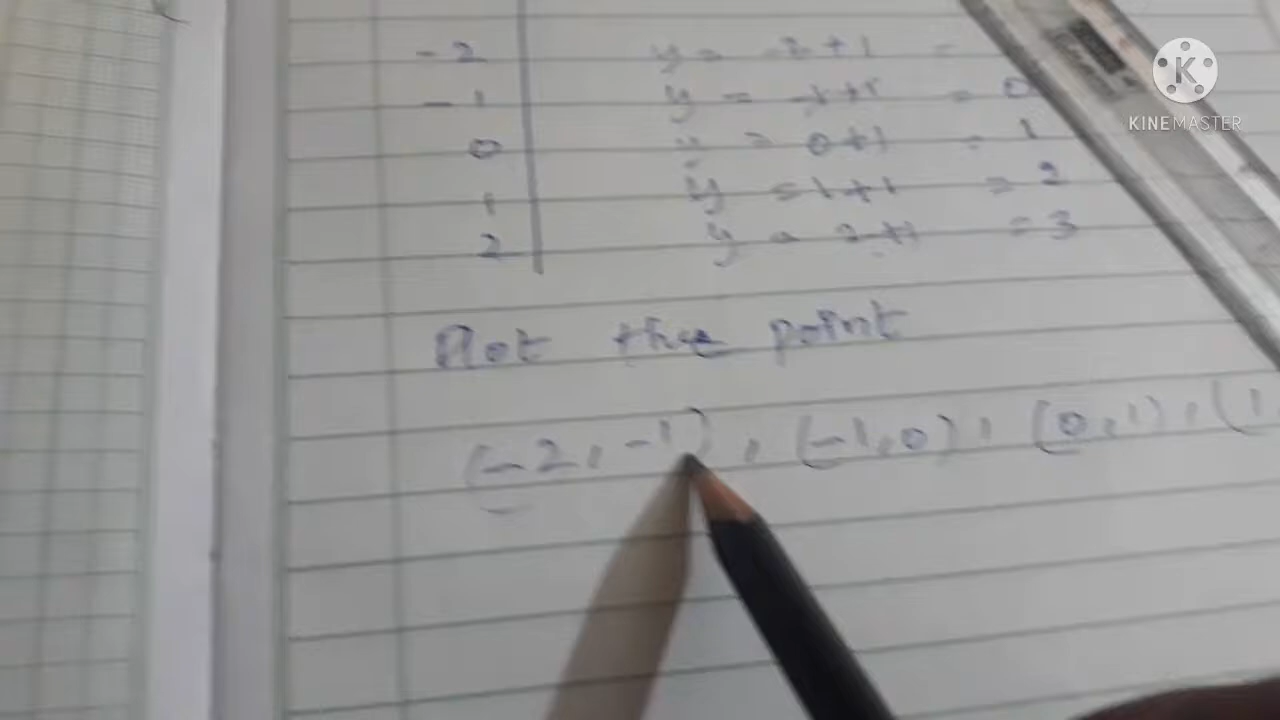 -2 y = -2+1 =
-1 y = -1+1 = 0
0 y = 0+1 = 1
1 y = 1+1 = 2
2 y = 2+1 = 3
Plot the point
(-2,-1), (-1,0), (0,1), (1,
K
KINEMASTER